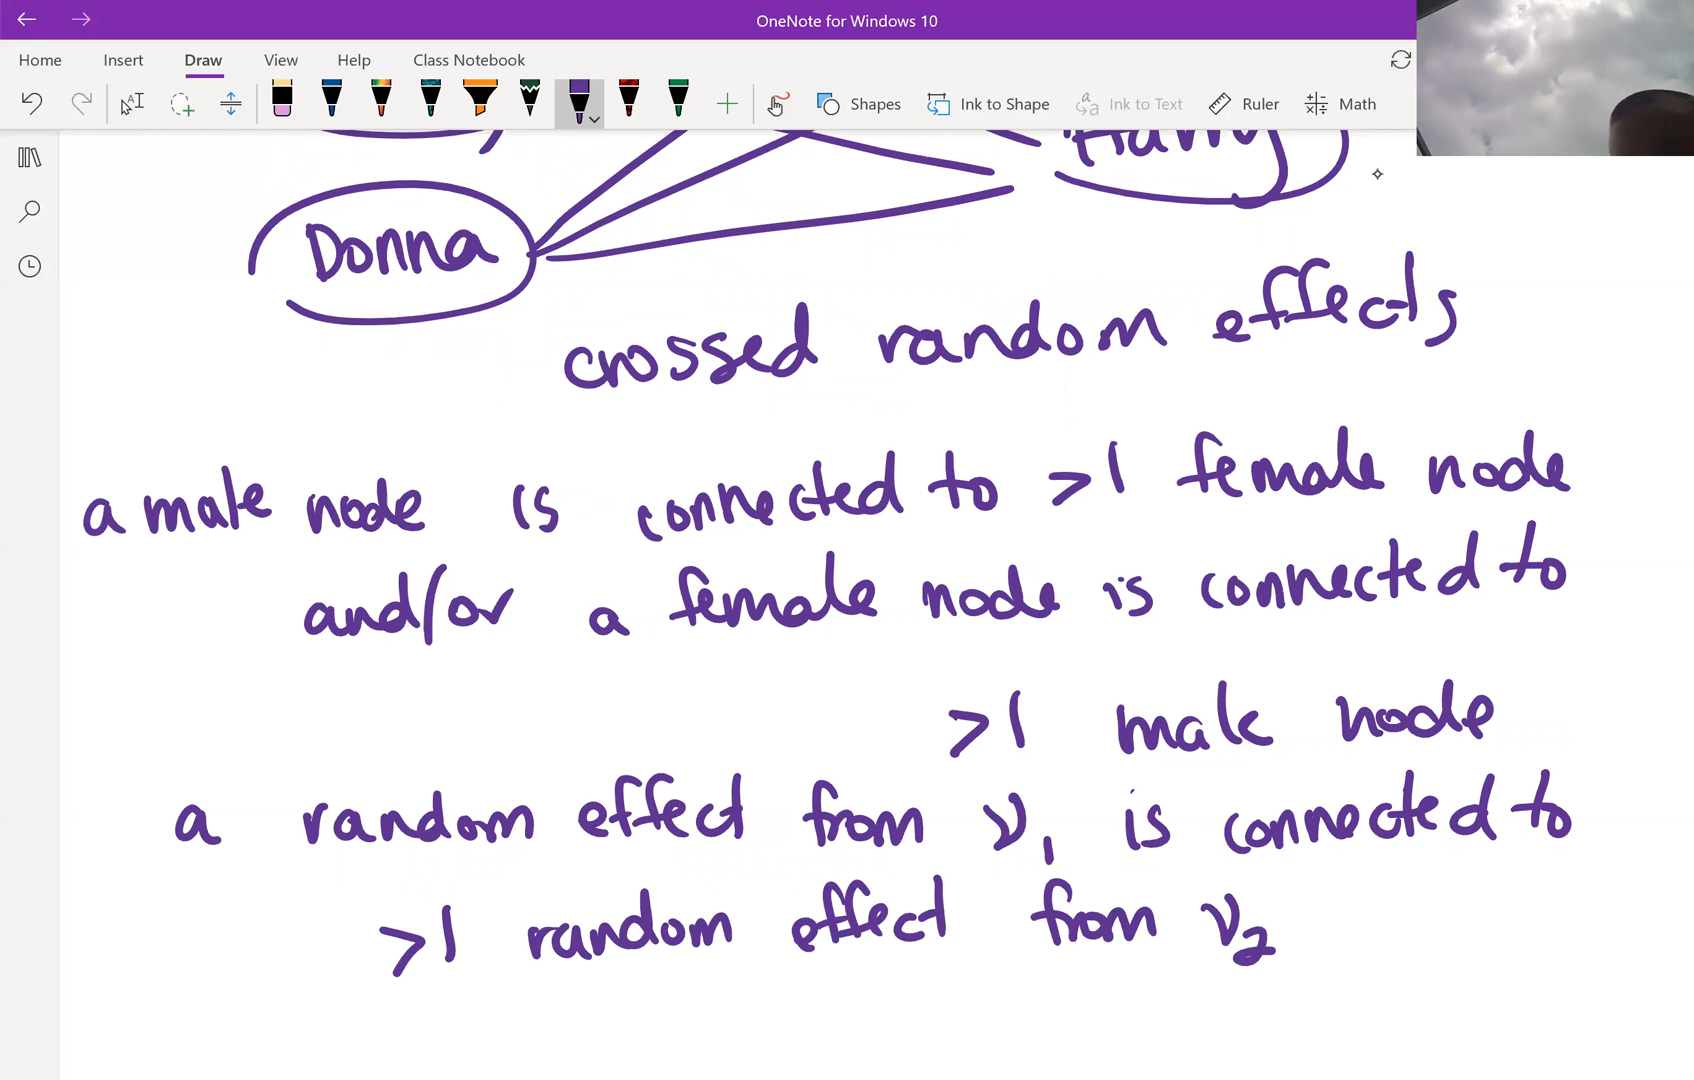 OneNote for Windows 10
Home Insert Draw View Help Class Notebook
Shapes Ink to Shape Ink to Text Ruler Math
Harry
Donna
crossed random effects
a male node is connected to >1 female node
and/or a female node is connected to
>1 male node
a random effect from ν1 is connected to
>1 random effect from ν2